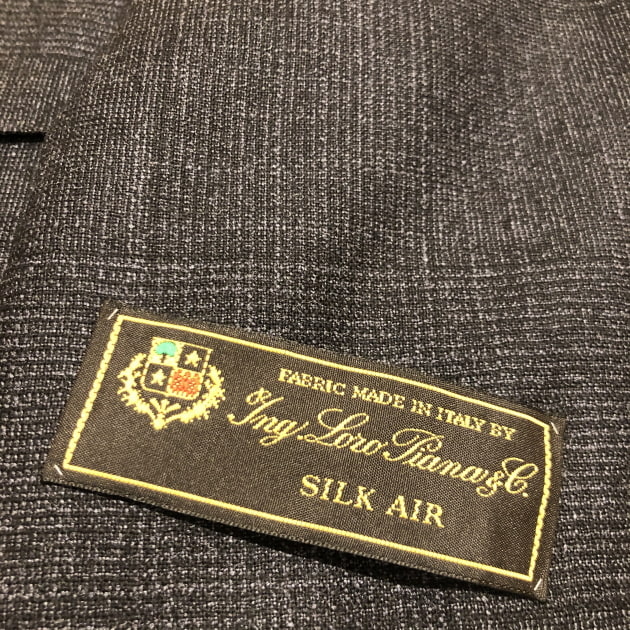 FABRIC MADE IN ITALY BY
Ing. Loro Piana & C.
SILK AIR